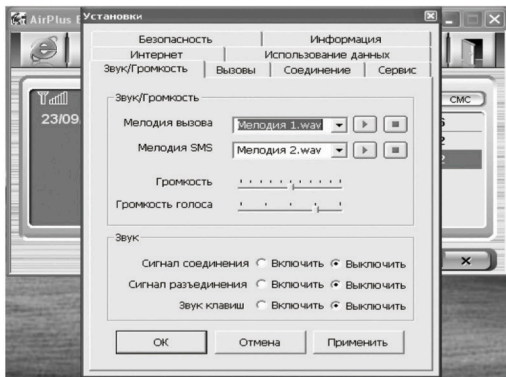 AirPlus
Установки
Безопасность Информация
Интернет Использование данных
Звук/Громкость Вызовы Соединение Сервис
СМС
23/09
Звук/Громкость
Мелодия вызова Мелодия 1.wav
Мелодия SMS Мелодия 2.wav
Громкость
Громкость голоса
Звук
Сигнал соединения Включить Выключить
Сигнал разъединения Включить Выключить
Звук клавиш Включить Выключить
ОК Отмена Применить